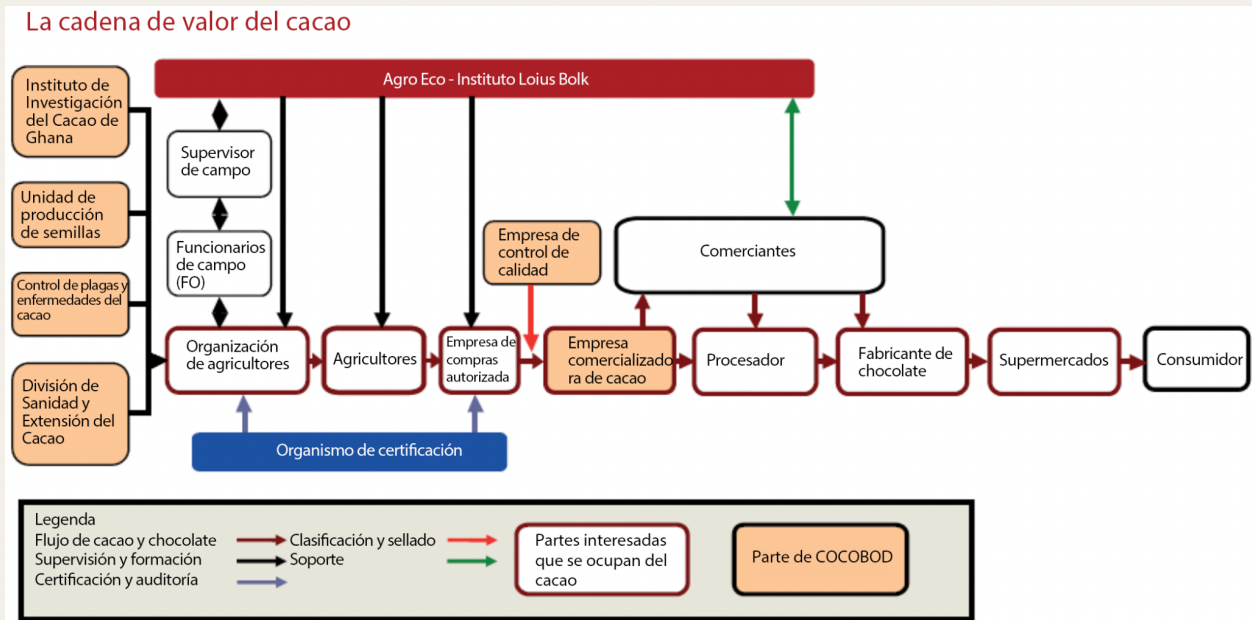 La cadena de valor del cacao
Agro Eco - Instituto Loius Bolk
Instituto de
Investigación
del Cacao de
Ghana
Unidad de
producción
de semillas
Control de plagas y
enfermedades del
cacao
División de
Sanidad y
Extensión del
Cacao
Supervisor
de campo
Funcionarios
de campo
(FO)
Empresa de
control de
calidad
Comerciantes
Organización
de agricultores
Agricultores
Empresa de
compras
autorizada
Empresa
comercializado
ra de cacao
Procesador
Fabricante de
chocolate
Supermercados
Consumidor
Organismo de certificación
Legenda
Flujo de cacao y chocolate
Supervisión y formación
Certificación y auditoría
Clasificación y sellado
Soporte
Partes interesadas
que se ocupan del
cacao
Parte de COCOBOD